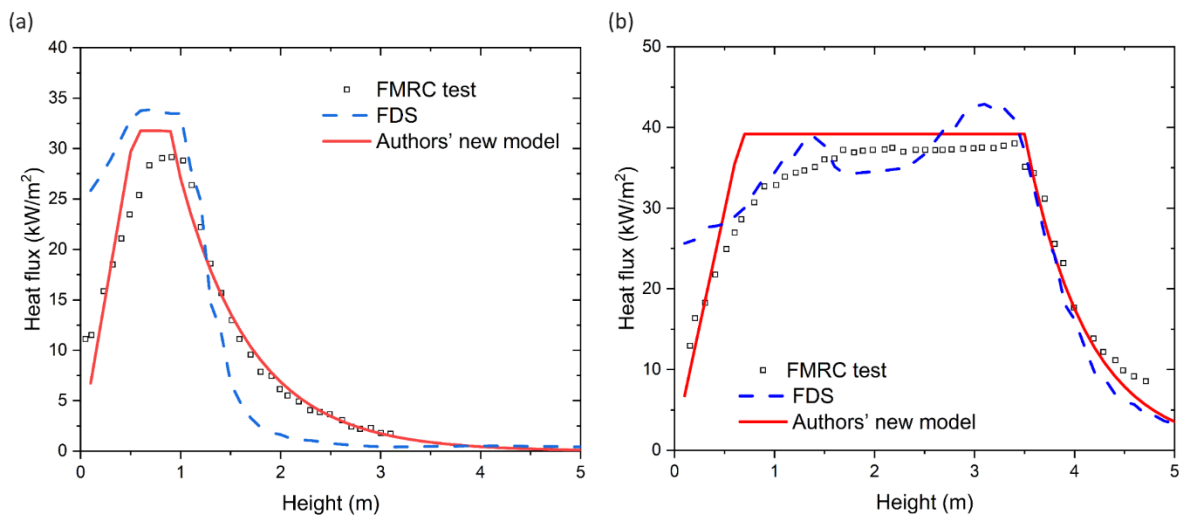 (a)
40
35
30
25
20
15
10
5
0
Heat flux (kW/m²)
FMRC test
FDS
Authors' new model
0 1 2 3 4 5
Height (m)
(b)
50
40
30
20
10
0
Heat flux (kW/m²)
FMRC test
FDS
Authors' new model
0 1 2 3 4 5
Height (m)